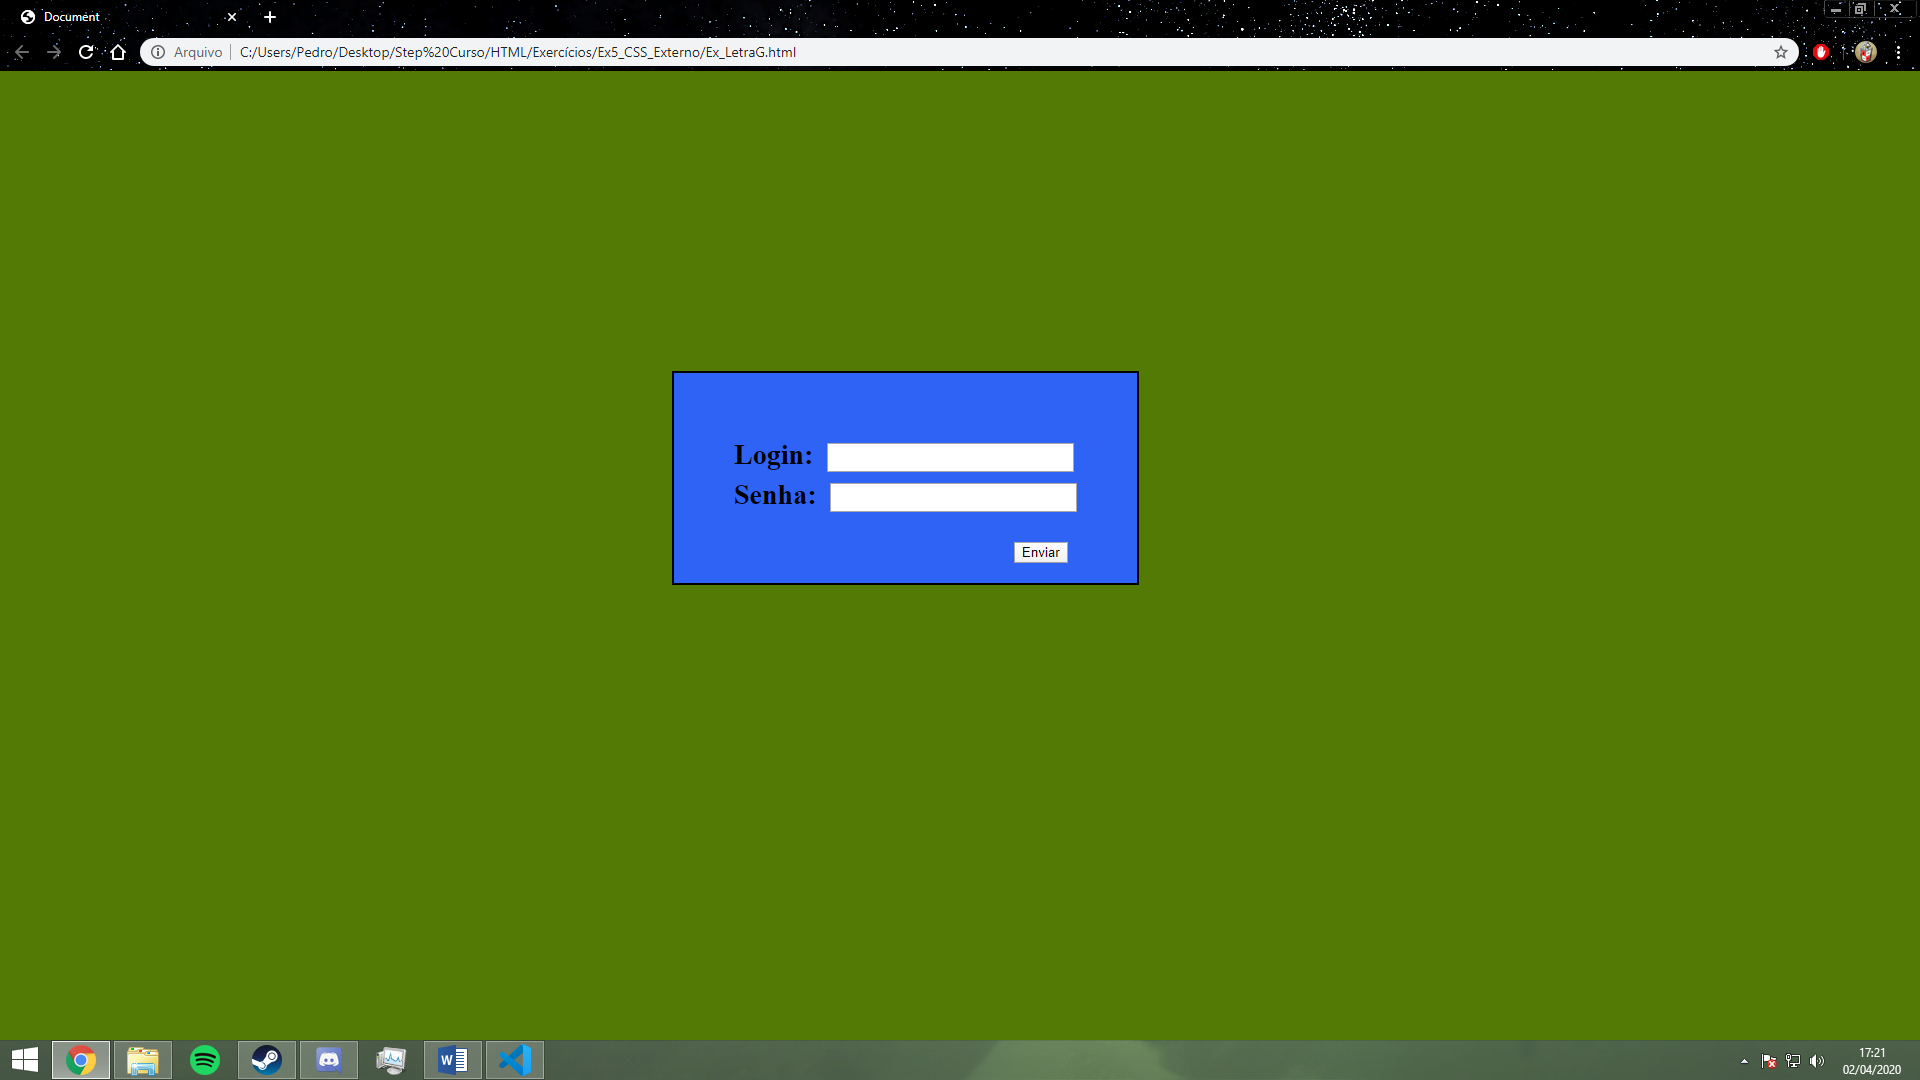 Document
Arquivo C:/Users/Pedro/Desktop/Step%20Curso/HTML/Exercícios/Ex5_CSS_Externo/Ex_LetraG.html
Login:
Senha:
Enviar
17:21
02/04/2020